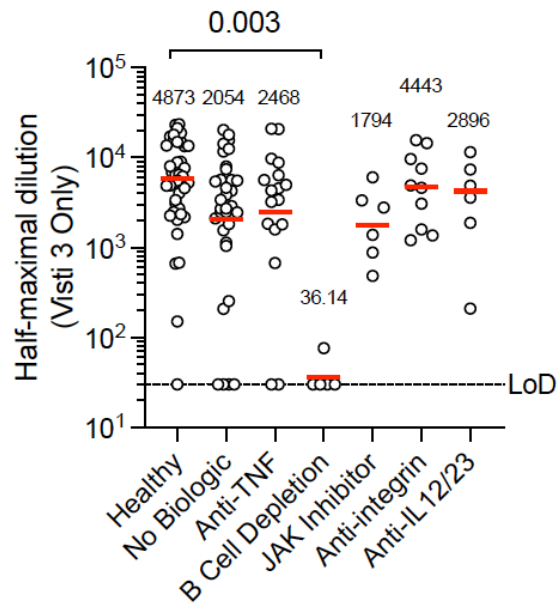 0.003
10^5
4873 2054 2468 1794 4443 2896
10^4
10^3
36.14
10^2
LoD
10^1
Half-maximal dilution
(Visti 3 Only)
Healthy
No Biologic
Anti-TNF
B Cell Depletion
JAK Inhibitor
Anti-integrin
Anti-IL12/23